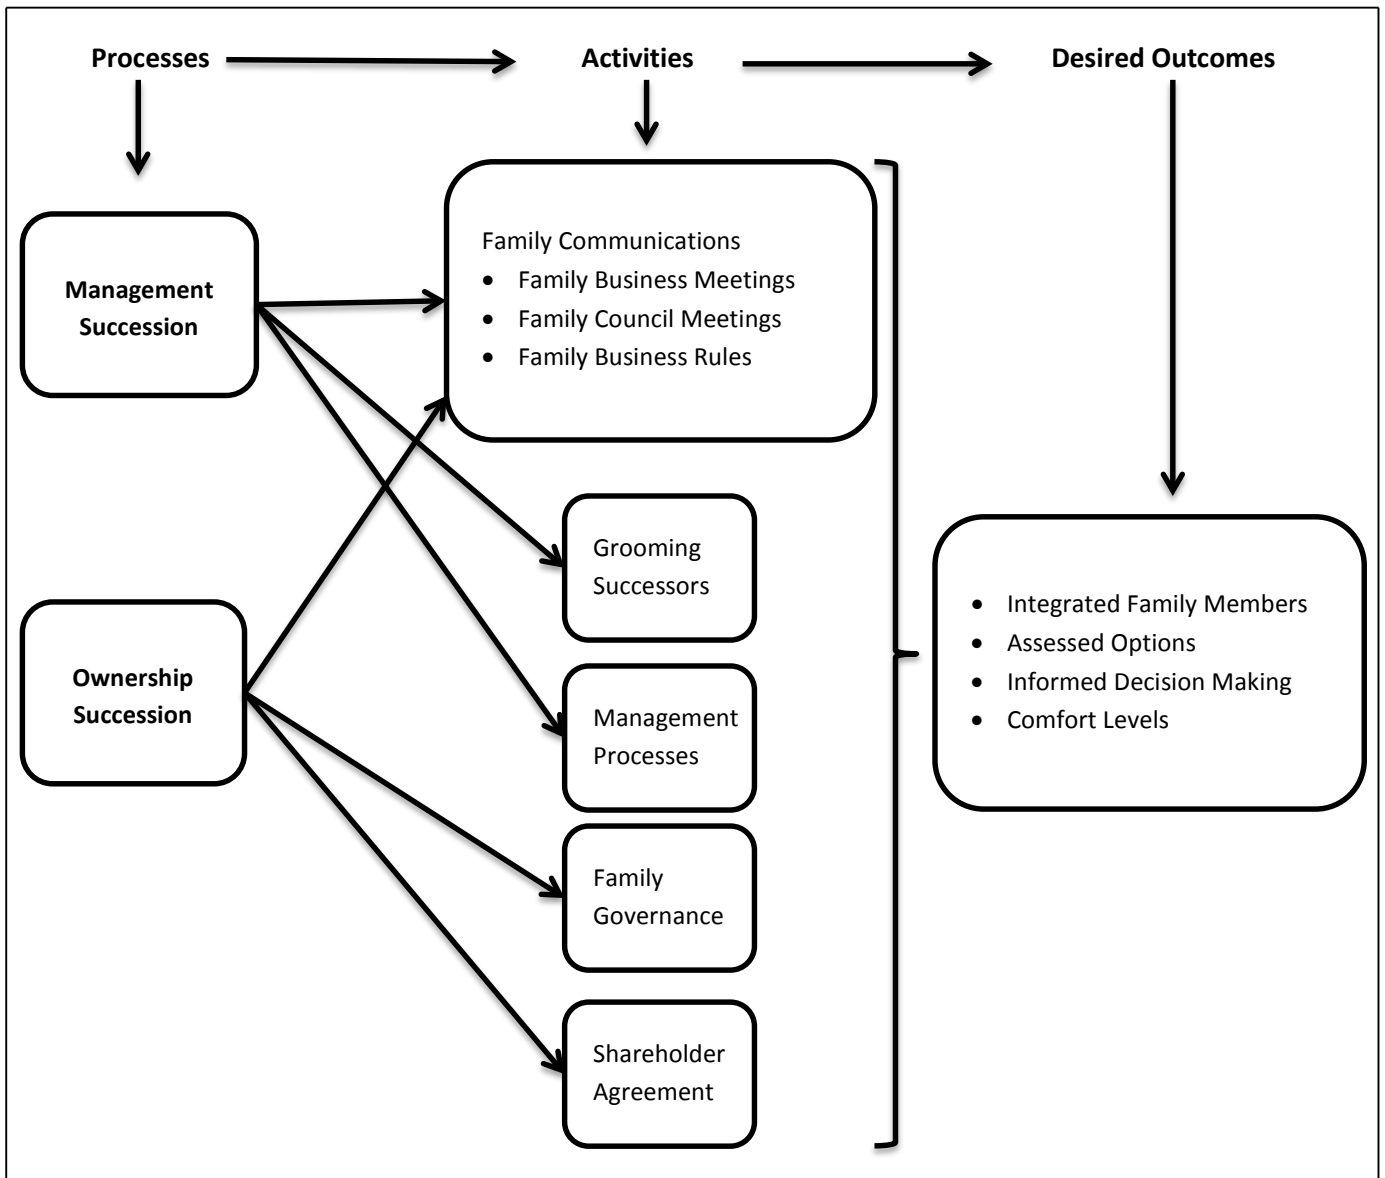 Processes
Activities
Desired Outcomes
Management
Succession
Family Communications
• Family Business Meetings
• Family Council Meetings
• Family Business Rules
Grooming
Successors
Ownership
Succession
Management
Processes
Family
Governance
Shareholder
Agreement
• Integrated Family Members
• Assessed Options
• Informed Decision Making
• Comfort Levels